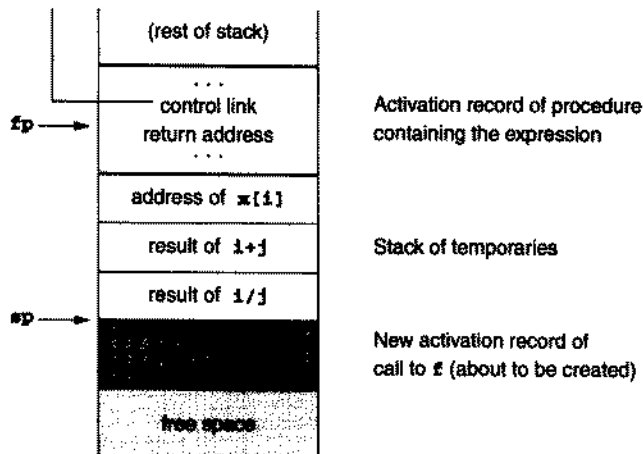 (rest of stack)
. . .
control link
return address
. . .
fp
Activation record of procedure
containing the expression
address of x[i]
result of i+j
Stack of temporaries
result of i/j
sp
New activation record of
call to f (about to be created)
free space